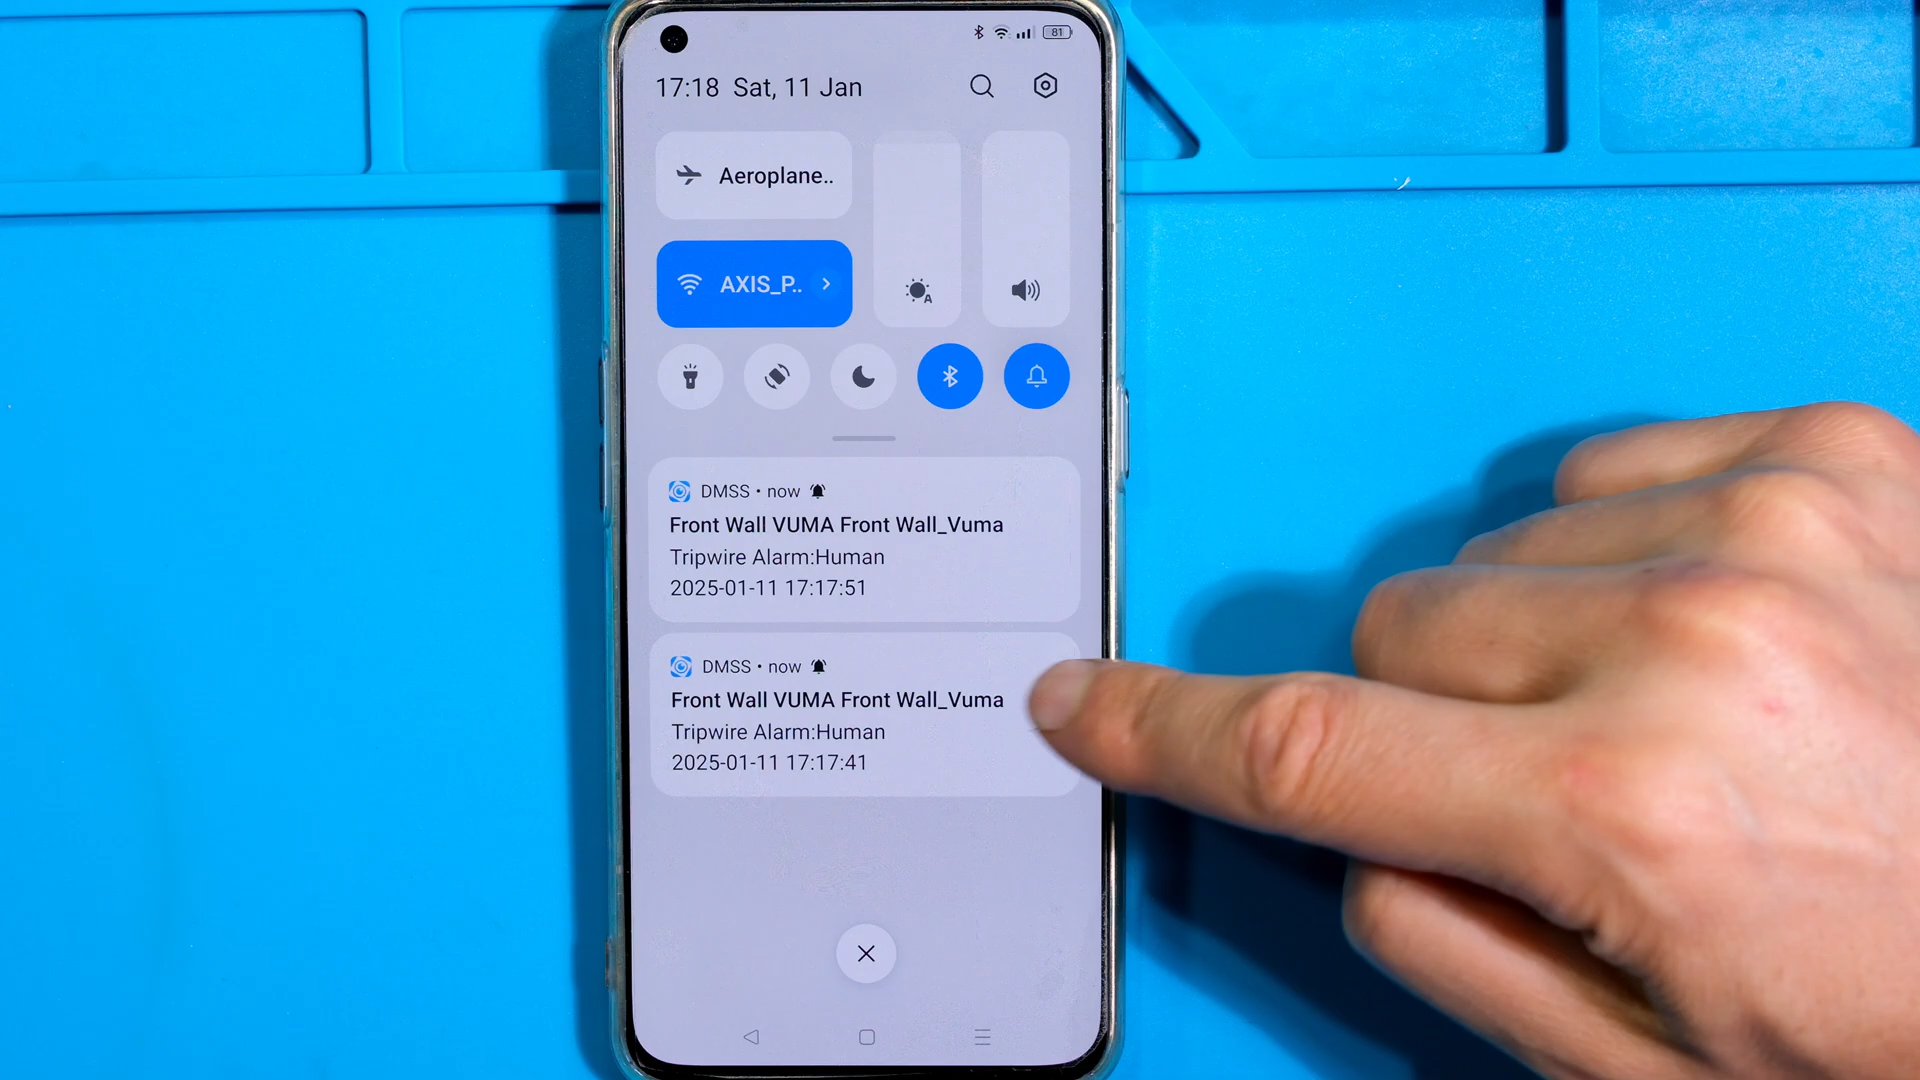 81
17:18 Sat, 11 Jan
Aeroplane..
AXIS_P..
A
DMSS • now
Front Wall VUMA Front Wall_Vuma
Tripwire Alarm:Human
2025-01-11 17:17:51
DMSS • now
Front Wall VUMA Front Wall_Vuma
Tripwire Alarm:Human
2025-01-11 17:17:41